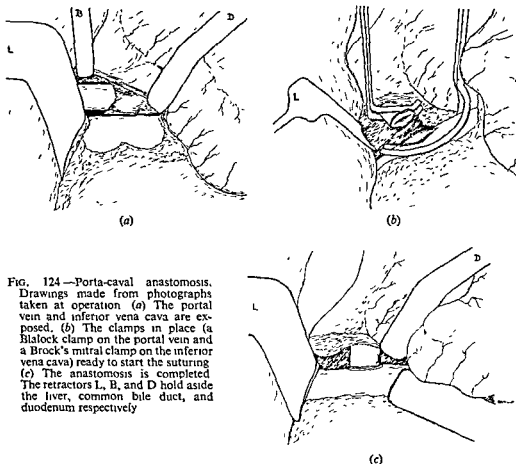 B
D
L
(a)
L
(b)
FIG. 124 —Porta-caval anastomosis.
Drawings made from photographs
taken at operation (a) The portal
vein and inferior vena cava are ex-
posed. (b) The clamps in place (a
Blalock clamp on the portal vein and
a Brock's mitral clamp on the inferior
vena cava) ready to start the suturing
(c) The anastomosis is completed
The retractors L, B, and D hold aside
the liver, common bile duct, and
duodenum respectively
L
D
(c)